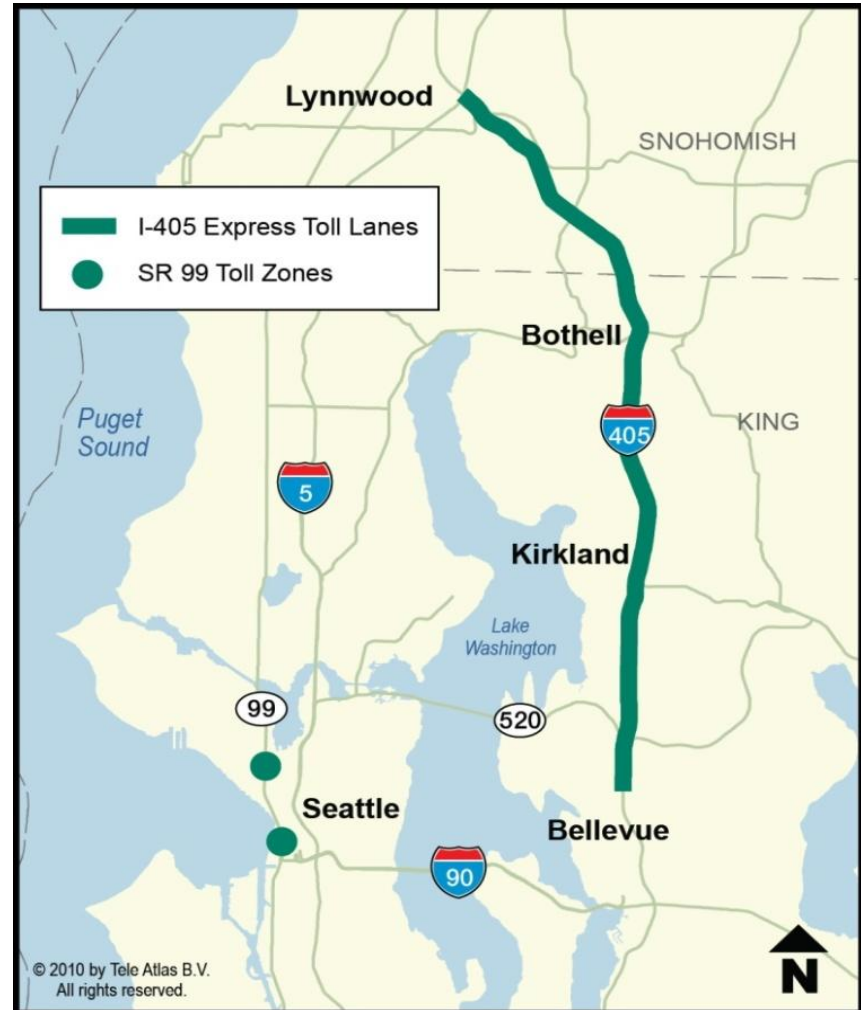 Lynnwood
SNOHOMISH
I-405 Express Toll Lanes
SR 99 Toll Zones
Bothell
Puget
Sound
405
KING
5
Kirkland
Lake
Washington
99
520
Seattle
Bellevue
90
© 2010 by Tele Atlas B.V.
All rights reserved.
N